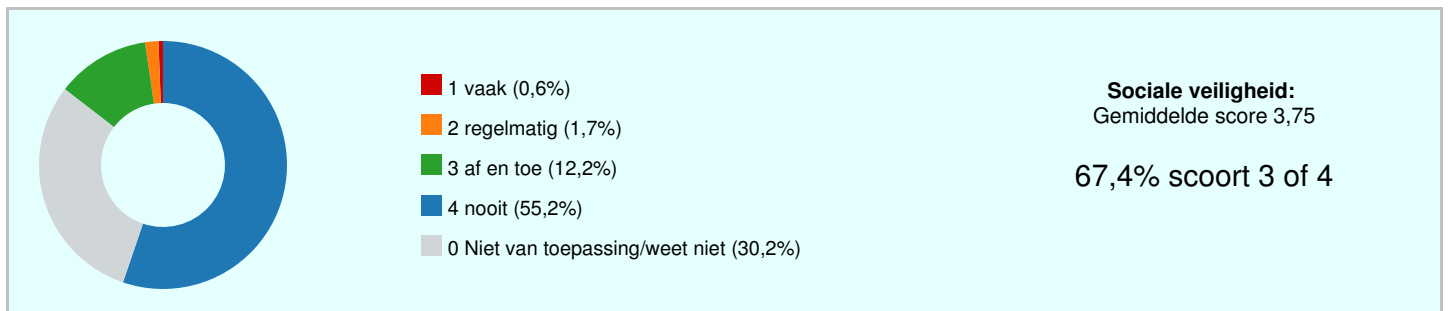 1 vaak (0,6%)
2 regelmatig (1,7%)
3 af en toe (12,2%)
4 nooit (55,2%)
0 Niet van toepassing/weet niet (30,2%)
Sociale veiligheid:
Gemiddelde score 3,75
67,4% scoort 3 of 4